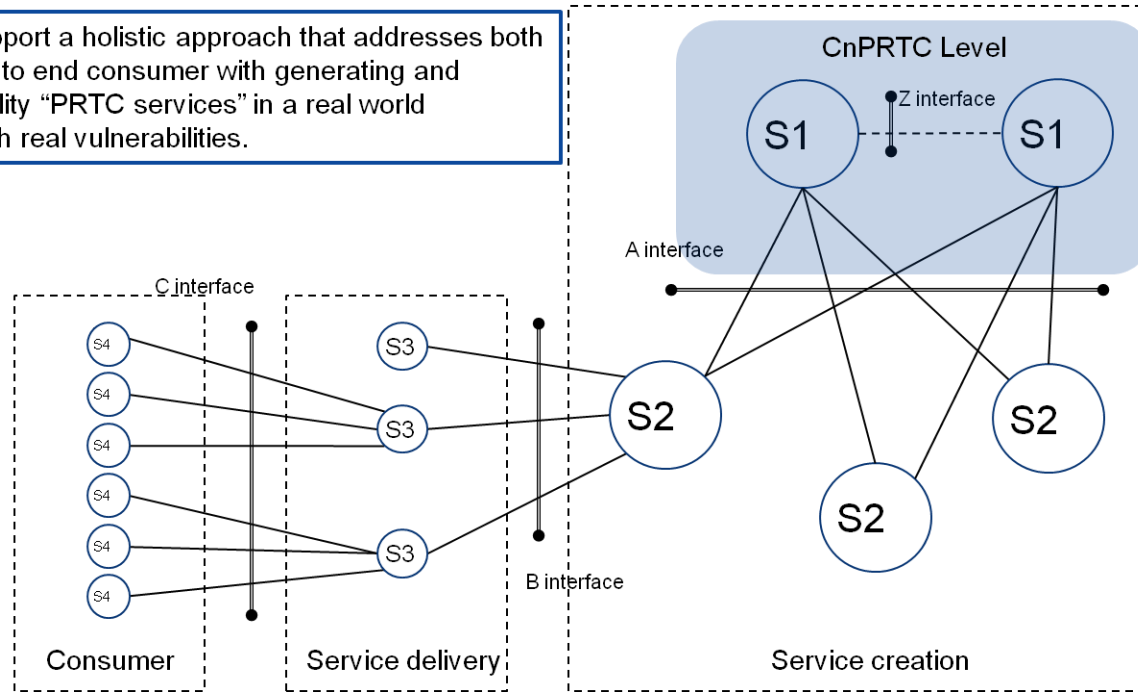 port a holistic approach that addresses both
to end consumer with generating and
lity “PRTC services” in a real world
h real vulnerabilities.
CnPRTC Level
Z interface
S1
S1
A interface
C interface
S4
S4
S4
S4
S4
S4
S3
S3
S3
S2
S2
S2
B interface
Consumer
Service delivery
Service creation